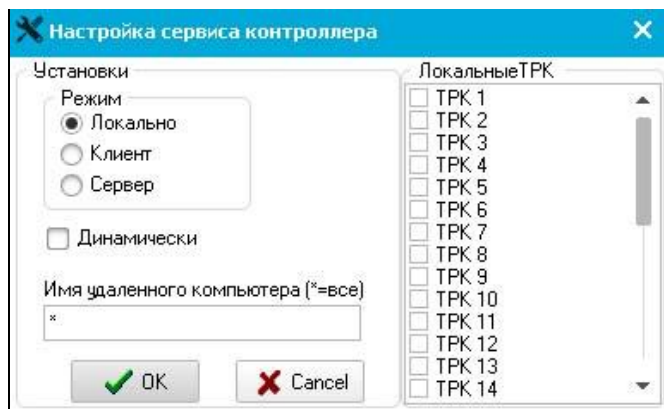 Настройка сервиса контроллера
Установки
Режим
Локально
Клиент
Сервер
Динамически
Имя удаленного компьютера (*=все)
*
OK
Cancel
ЛокальныеТРК
ТРК 1
ТРК 2
ТРК 3
ТРК 4
ТРК 5
ТРК 6
ТРК 7
ТРК 8
ТРК 9
ТРК 10
ТРК 11
ТРК 12
ТРК 13
ТРК 14